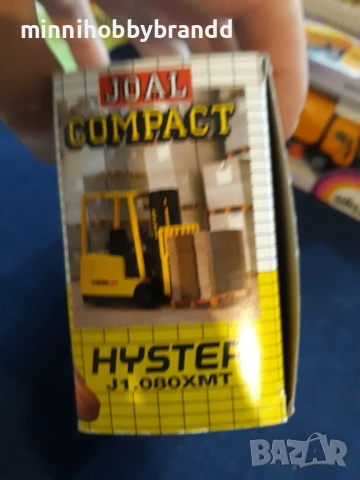 minnihobbybrandd
JOAL
COMPACT
HYSTER
J1.080XMT
BAZAR